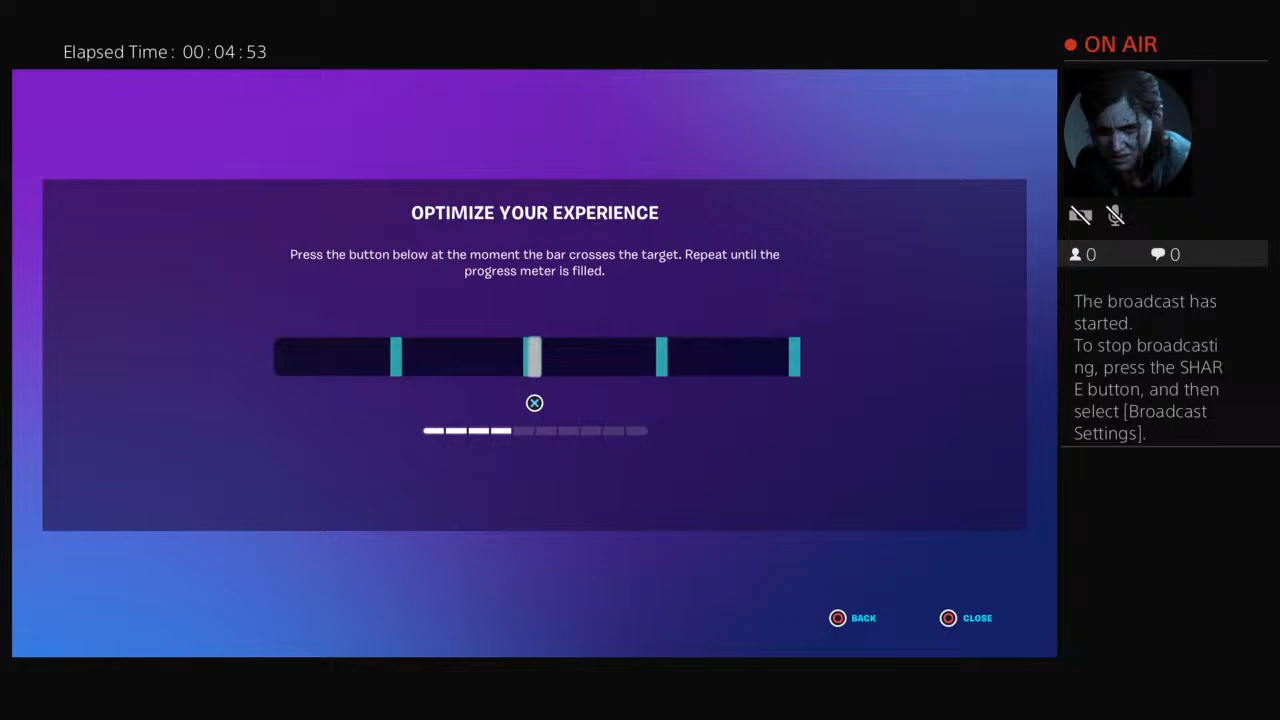 Elapsed Time: 00:04:53
ON AIR
OPTIMIZE YOUR EXPERIENCE
Press the button below at the moment the bar crosses the target. Repeat until the
progress meter is filled.
BACK
CLOSE
0
0
The broadcast has
started.
To stop broadcasti
ng, press the SHAR
E button, and then
select [Broadcast
Settings].